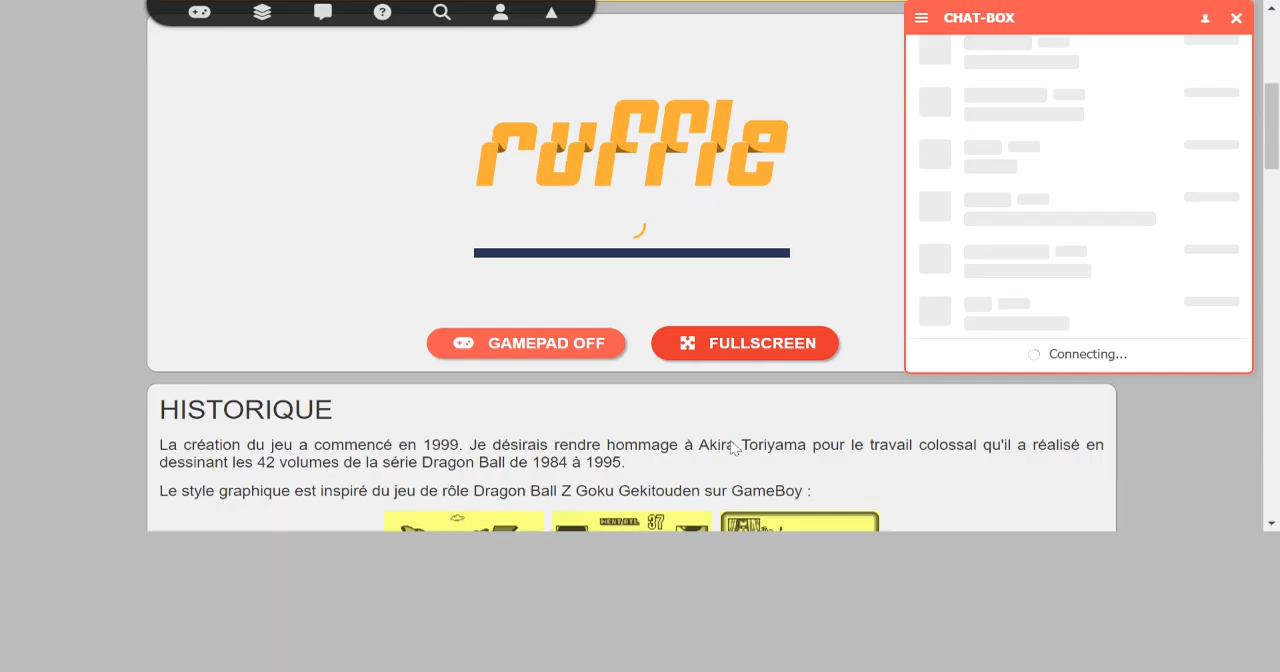 CHAT-BOX
ruffle
GAMEPAD OFF
FULLSCREEN
Connecting...
HISTORIQUE
La création du jeu a commencé en 1999. Je désirais rendre hommage à Akira Toriyama pour le travail colossal qu'il a réalisé en
dessinant les 42 volumes de la série Dragon Ball de 1984 à 1995.
Le style graphique est inspiré du jeu de rôle Dragon Ball Z Goku Gekitouden sur GameBoy :
37